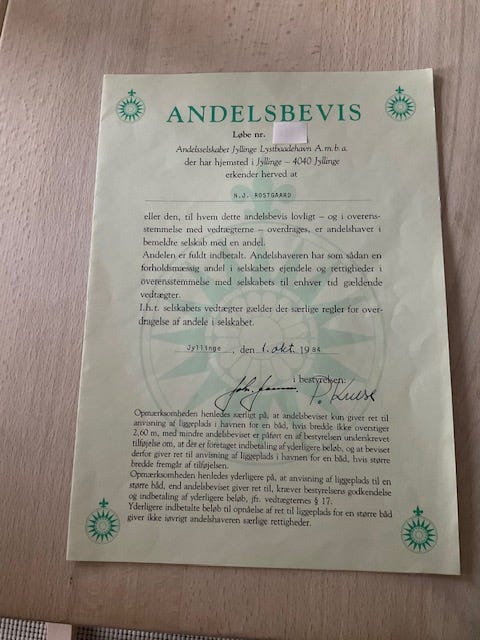 ANDELSBEVIS
Løbe nr.
Andelsselskabet Jyllinge Lystbaadehavn A.m.b.a.
der har hjemsted i Jyllinge – 4040 Jyllinge
erkender herved at
N.J. ROSTGAARD
eller den, til hvem dette andelsbevis lovligt – og i overens-
stemmelse med vedtægterne – overdrages, er andelshaver i
bemeldte selskab med en andel.
Andelen er fuldt indbetalt. Andelshaveren har som sådan en
forholdsmæssig andel i selskabets ejendele og rettigheder i
overensstemmelse med selskabets til enhver tid gældende
vedtægter.
I.h.t. selskabets vedtægter gælder der særlige regler for over-
dragelse af andele i selskabet.
Jyllinge, den 1. okt. 1984
i bestyrelsen:
P. Kruse
Opmærksomheden henledes særligt på, at andelsbeviset kun giver ret til
anvisning af liggeplads i havnen for en båd, hvis bredde ikke overstiger
2,60 m, med mindre andelsbeviset er påført en af bestyrelsen underskrevet
tilføjelse om, at der er foretaget indbetaling af yderligere beløb, og at beviset
derfor giver ret til anvisning af liggeplads i havnen for en båd, hvis større
bredde fremgår af tilføjelsen.
Opmærksomheden henledes yderligere på, at anvisning af liggeplads til en
større båd, end andelsbeviset giver ret til, kræver bestyrelsens godkendelse
og indbetaling af yderligere beløb, jfr. vedtægternes § 17.
Yderligere indbetalte beløb til opnåelse af ret til liggeplads for en større båd
giver ikke iøvrigt andelshaveren særlige rettigheder.